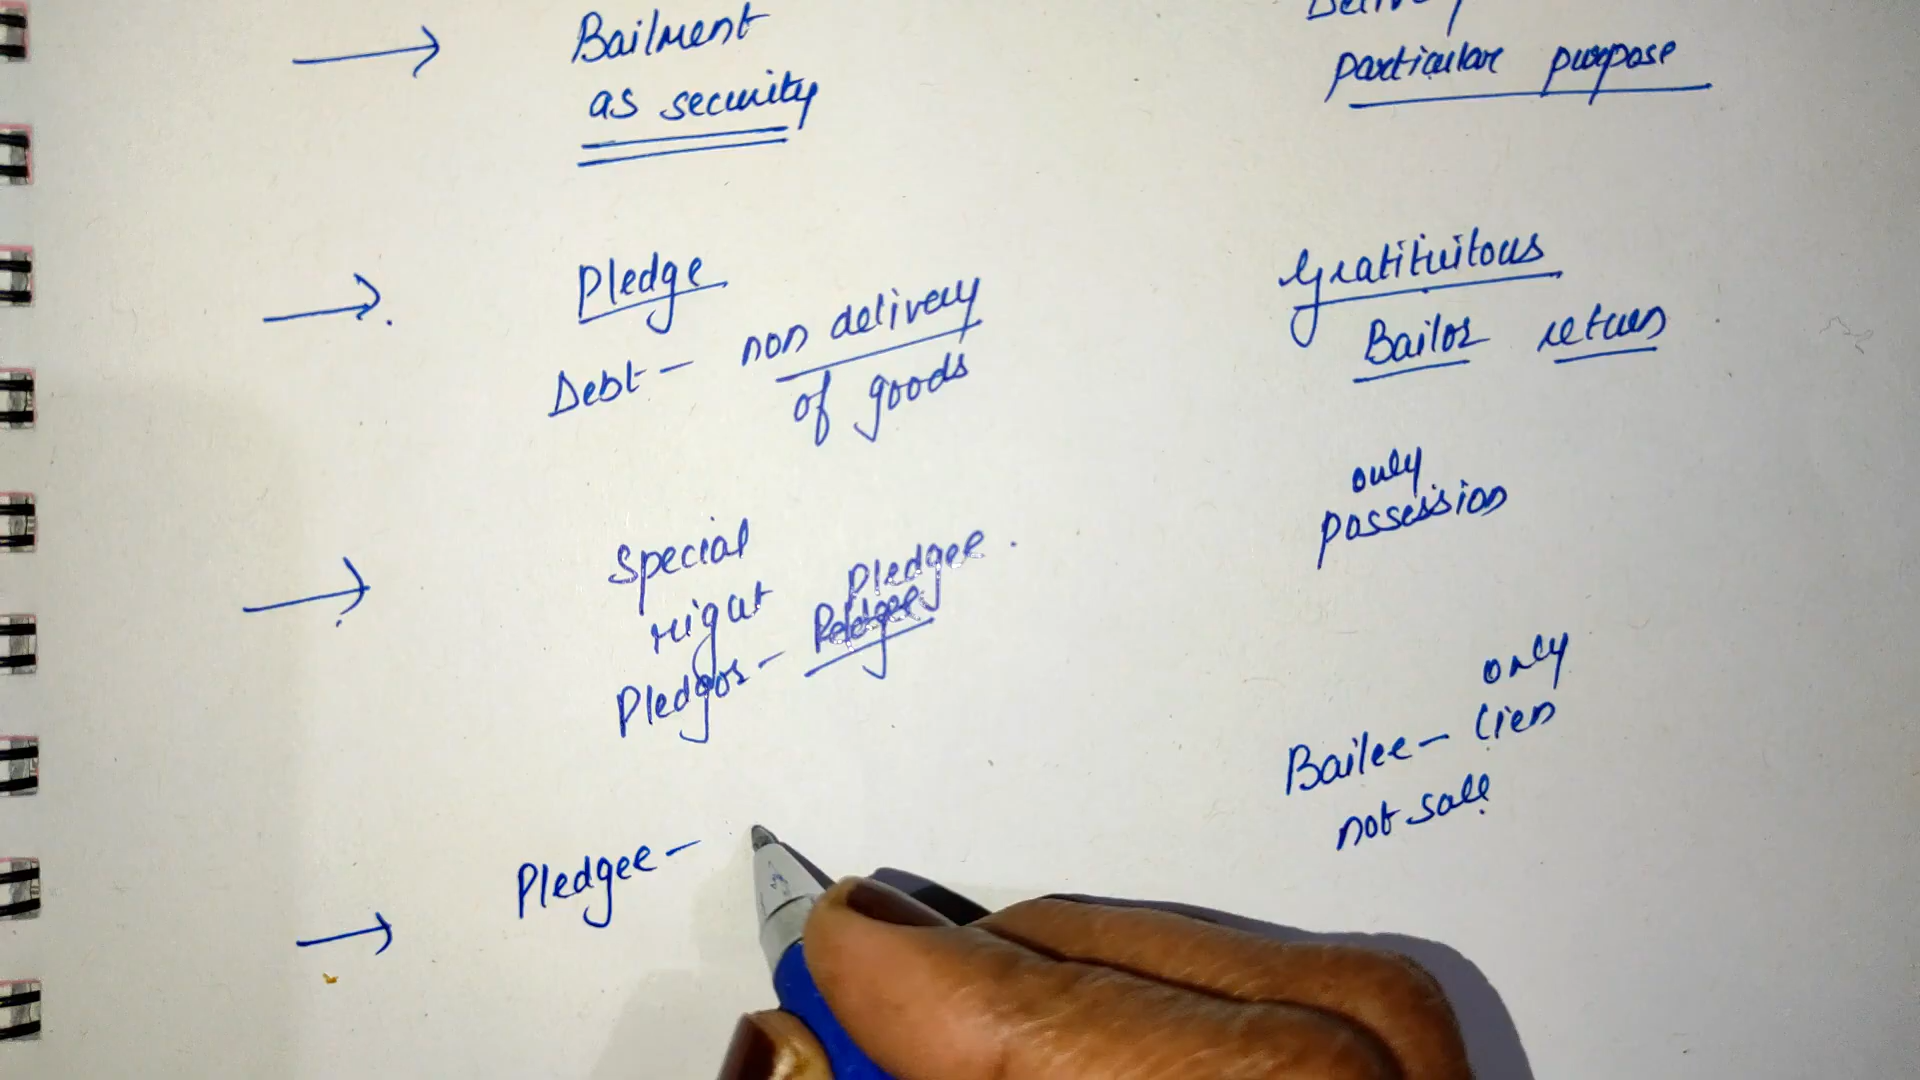 Bailment
as security
Delivery
particular purpose
Pledge
Debt - non delivery
of goods
Gratituitous
Bailor return
only
possession
Special
right
Pledgor - Pledgee.
only
Bailee - lien
not sale
Pledgee -